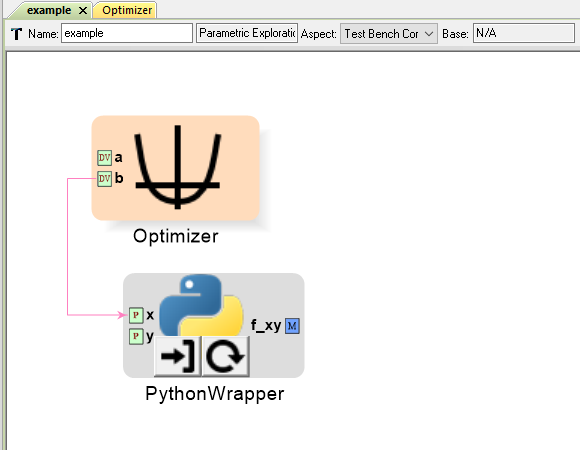 example × Optimizer
T Name: example Parametric Exploratic Aspect: Test Bench Cor Base: N/A
DV a
DV b
Optimizer
P x
f_xy M
P y
PythonWrapper